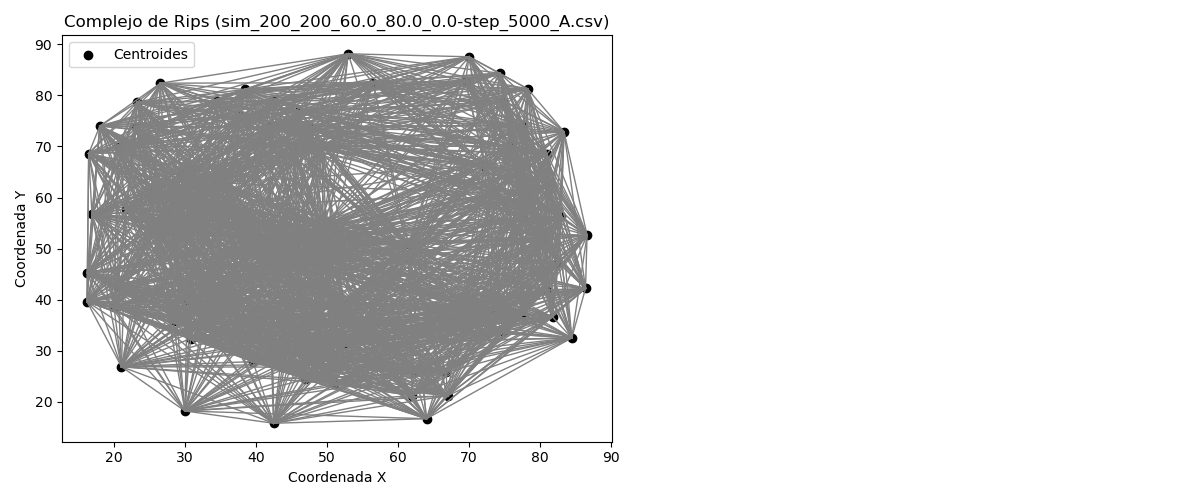 Complejo de Rips (sim_200_200_60.0_80.0_0.0-step_5000_A.csv)
Centroides
90
80
70
60
50
40
30
20
Coordenada Y
20 30 40 50 60 70 80 90
Coordenada X